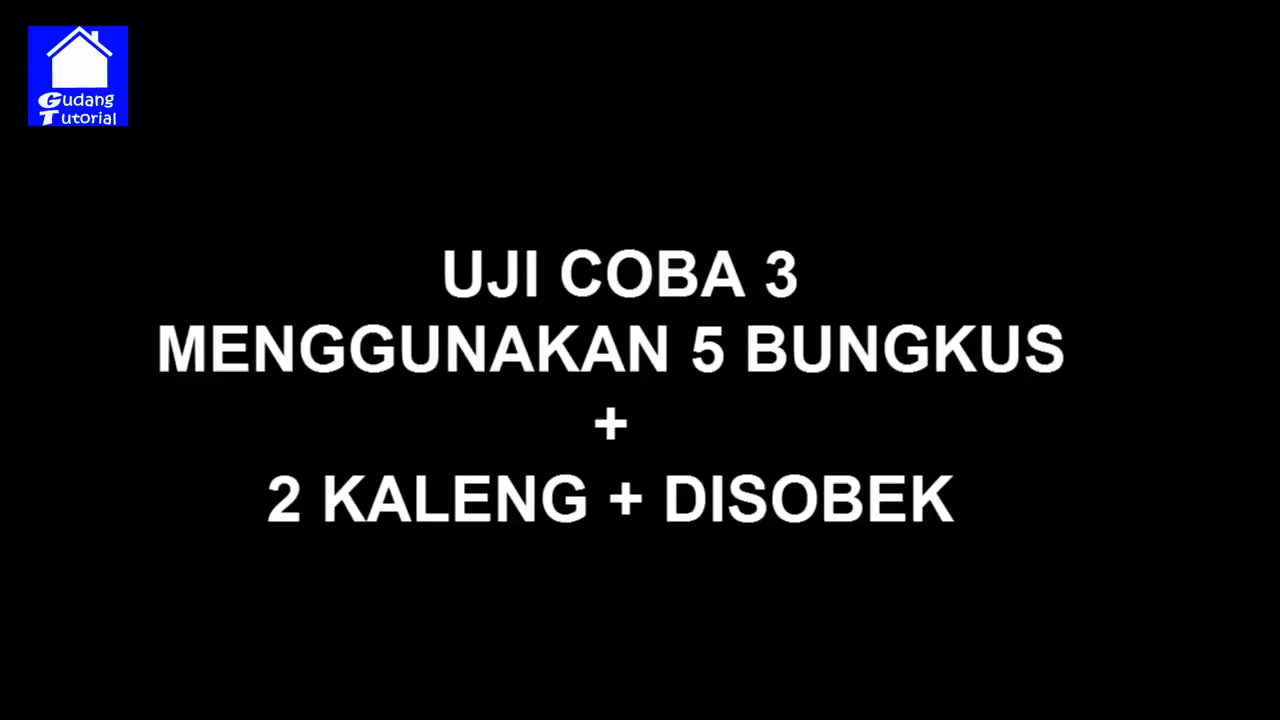 Gudang
Tutorial
UJI COBA 3
MENGGUNAKAN 5 BUNGKUS
+
2 KALENG + DISOBEK